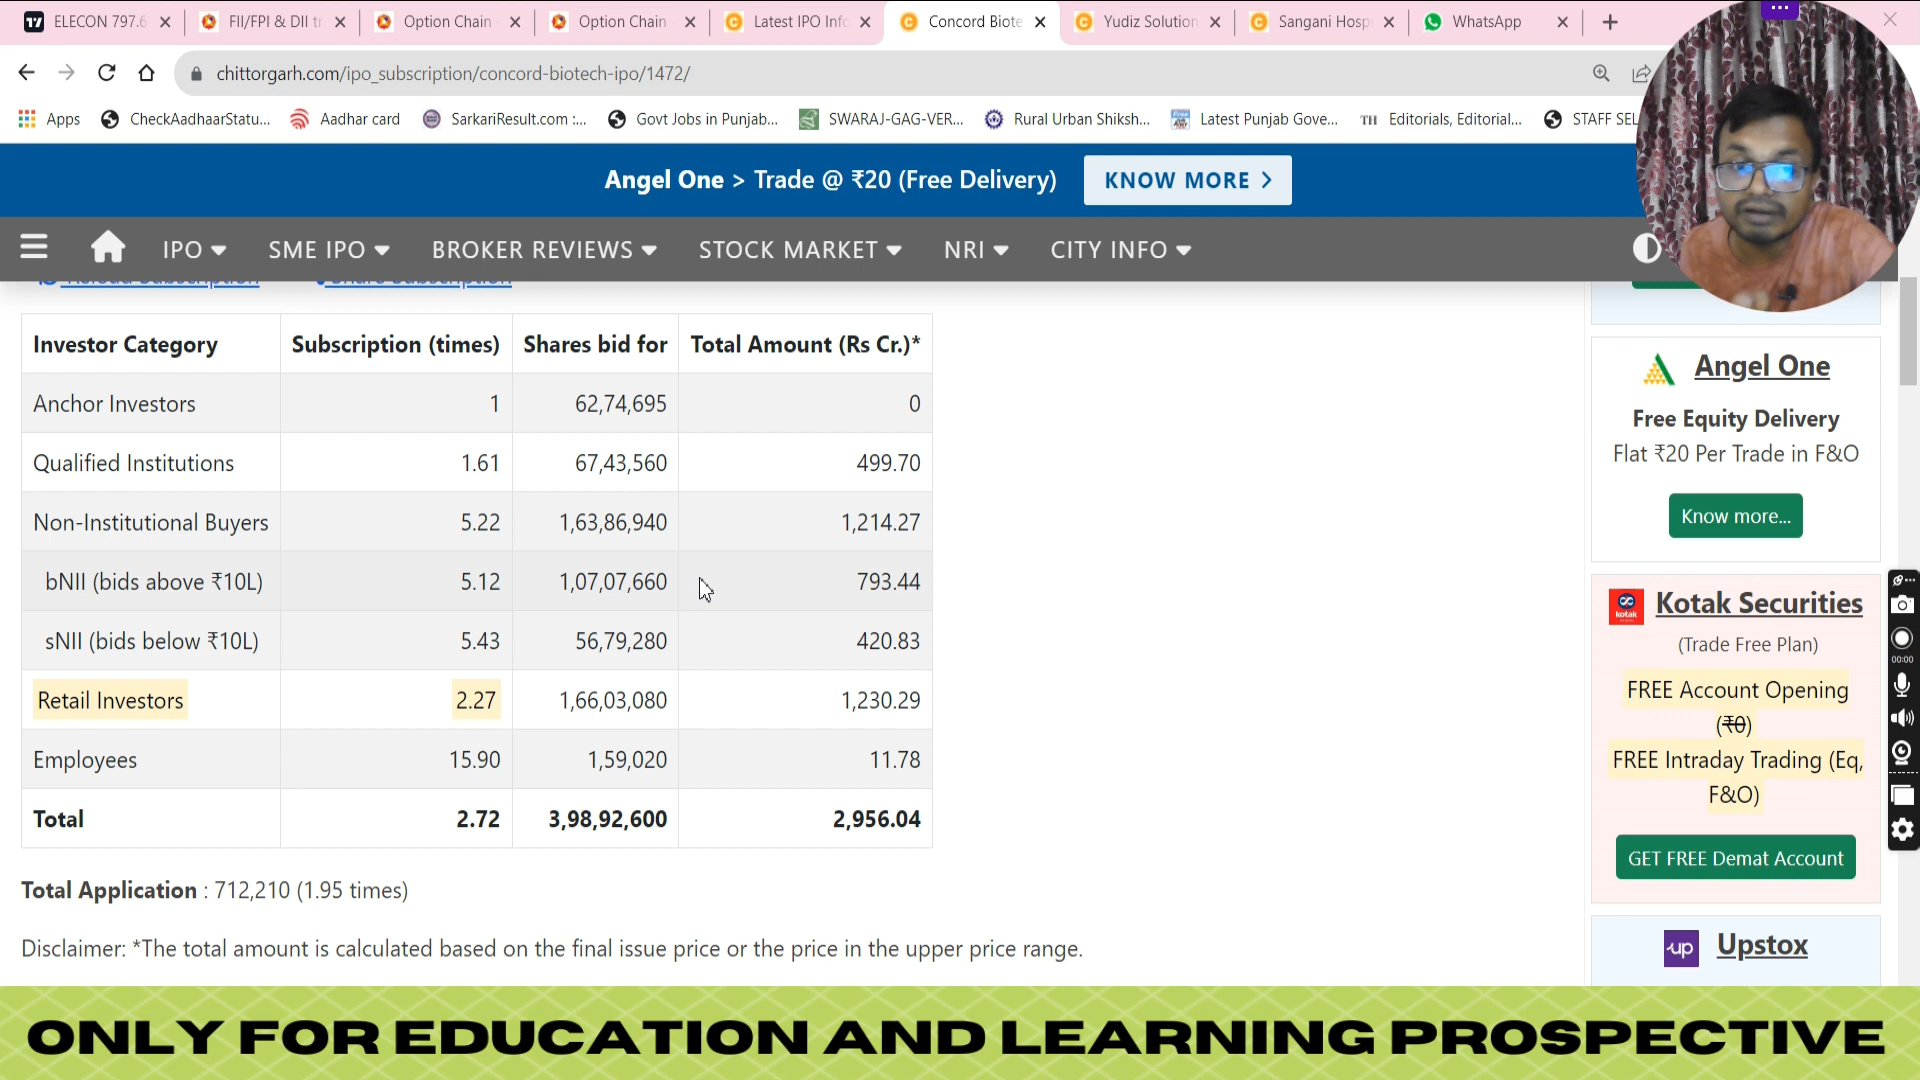 ELECON 797.6
FII/FPI & DII tr
Option Chain
Option Chain
Latest IPO Info
Concord Biote
Yudiz Solution
Sangani Hosp
WhatsApp
chittorgarh.com/ipo_subscription/concord-biotech-ipo/1472/
Apps
CheckAadhaarStatu...
Aadhar card
SarkariResult.com :...
Govt Jobs in Punjab...
SWARAJ-GAG-VER...
Rural Urban Shiksh...
Latest Punjab Gove...
TH Editorials, Editorial...
STAFF SEL
Angel One > Trade @ ₹20 (Free Delivery) KNOW MORE >
IPO SME IPO BROKER REVIEWS STOCK MARKET NRI CITY INFO
Reload Subscription Share Subscription
Investor Category Subscription (times) Shares bid for Total Amount (Rs Cr.)*
Anchor Investors 1 62,74,695 0
Qualified Institutions 1.61 67,43,560 499.70
Non-Institutional Buyers 5.22 1,63,86,940 1,214.27
bNII (bids above ₹10L) 5.12 1,07,07,660 793.44
sNII (bids below ₹10L) 5.43 56,79,280 420.83
Retail Investors 2.27 1,66,03,080 1,230.29
Employees 15.90 1,59,020 11.78
Total 2.72 3,98,92,600 2,956.04
Total Application : 712,210 (1.95 times)
Disclaimer: *The total amount is calculated based on the final issue price or the price in the upper price range.
Angel One
Free Equity Delivery
Flat ₹20 Per Trade in F&O
Know more...
kotak
Kotak Securities
(Trade Free Plan)
FREE Account Opening
(₹0)
FREE Intraday Trading (Eq,
F&O)
GET FREE Demat Account
up Upstox
00:00
ONLY FOR EDUCATION AND LEARNING PROSPECTIVE